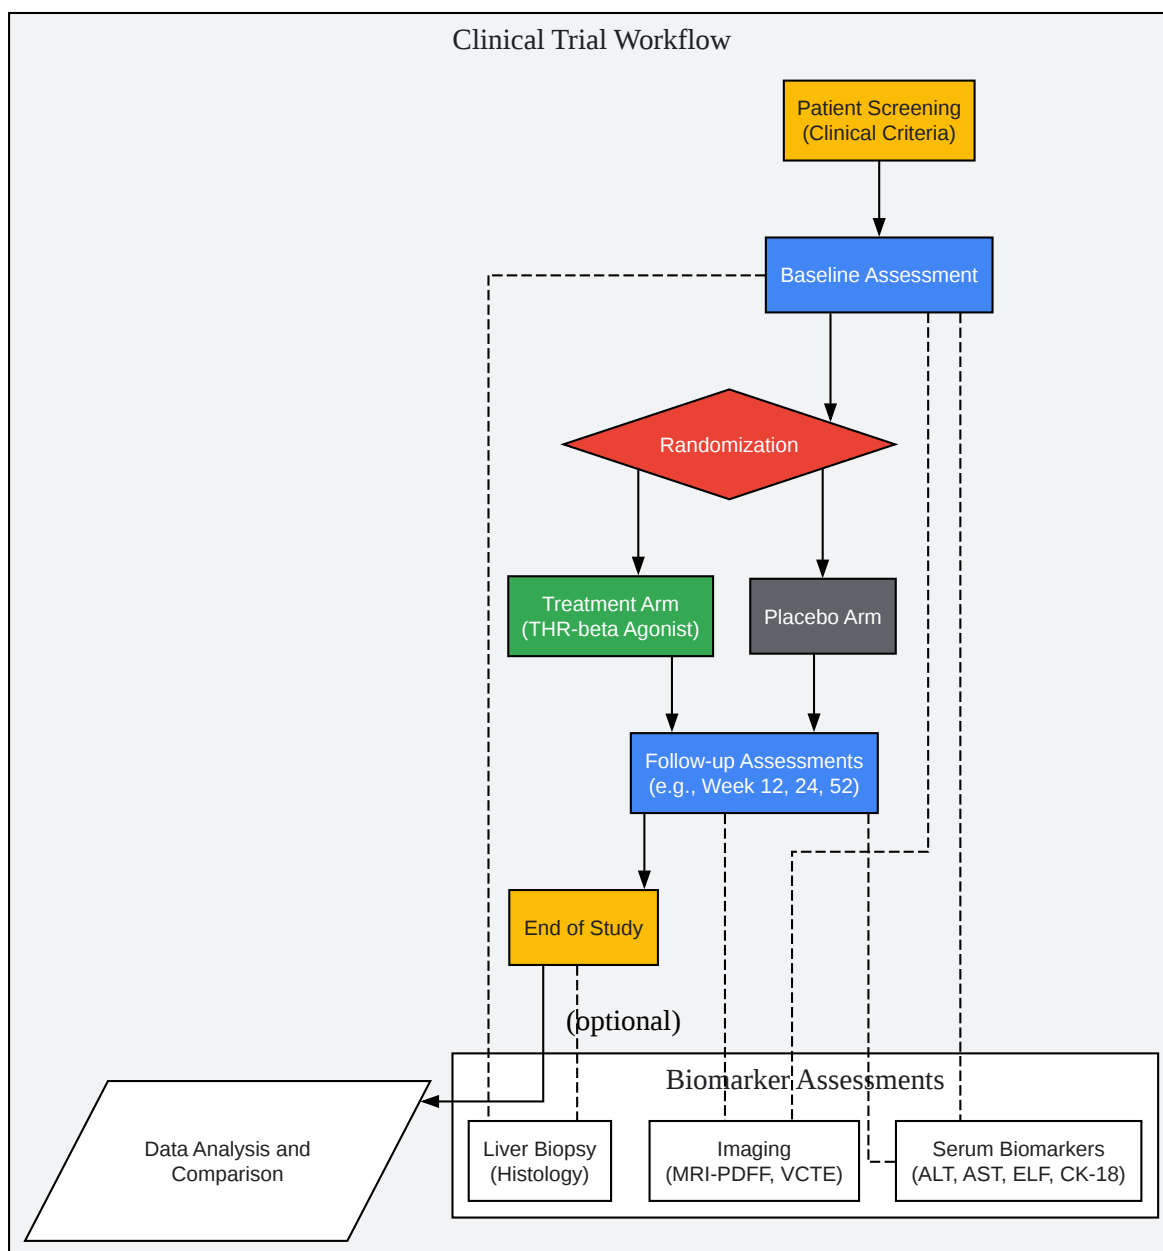 Clinical Trial Workflow
Patient Screening
(Clinical Criteria)
Baseline Assessment
Randomization
Treatment Arm
(THR-beta Agonist)
Placebo Arm
Follow-up Assessments
(e.g., Week 12, 24, 52)
End of Study
(optional)
Biomarker Assessments
Data Analysis and
Comparison
Liver Biopsy
(Histology)
Imaging
(MRI-PDFF, VCTE)
Serum Biomarkers
(ALT, AST, ELF, CK-18)